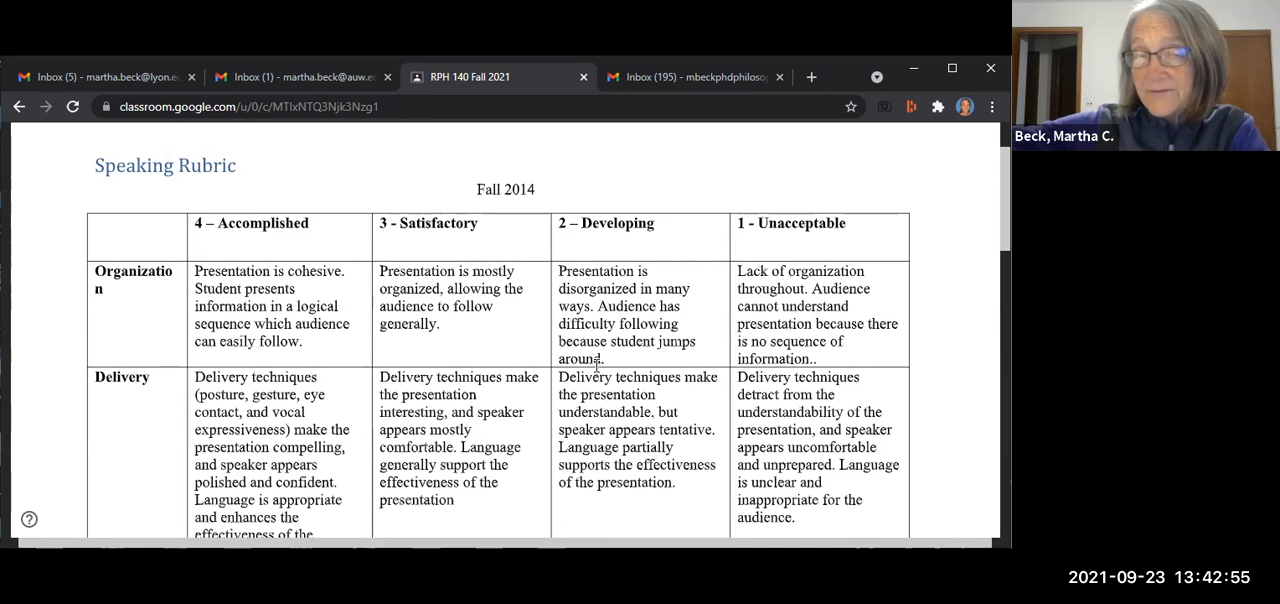 Inbox (5) - martha.beck@lyon.e
Inbox (1) - martha.beck@auw.e
RPH 140 Fall 2021
Inbox (195) - mbeckphdphiloso
classroom.google.com/u/0/c/MTIxNTQ3Njk3Nzg1
Beck, Martha C.
Speaking Rubric
Fall 2014
4 – Accomplished
3 - Satisfactory
2 – Developing
1 - Unacceptable
Organizatio
n
Presentation is cohesive.
Student presents
information in a logical
sequence which audience
can easily follow.
Presentation is mostly
organized, allowing the
audience to follow
generally.
Presentation is
disorganized in many
ways. Audience has
difficulty following
because student jumps
around.
Lack of organization
throughout. Audience
cannot understand
presentation because there
is no sequence of
information..
Delivery
Delivery techniques
(posture, gesture, eye
contact, and vocal
expressiveness) make the
presentation compelling,
and speaker appears
polished and confident.
Language is appropriate
and enhances the
effectiveness of the
Delivery techniques make
the presentation
interesting, and speaker
appears mostly
comfortable. Language
generally support the
effectiveness of the
presentation
Delivery techniques make
the presentation
understandable, but
speaker appears tentative.
Language partially
supports the effectiveness
of the presentation.
Delivery techniques
detract from the
understandability of the
presentation, and speaker
appears uncomfortable
and unprepared. Language
is unclear and
inappropriate for the
audience.
2021-09-23 13:42:55